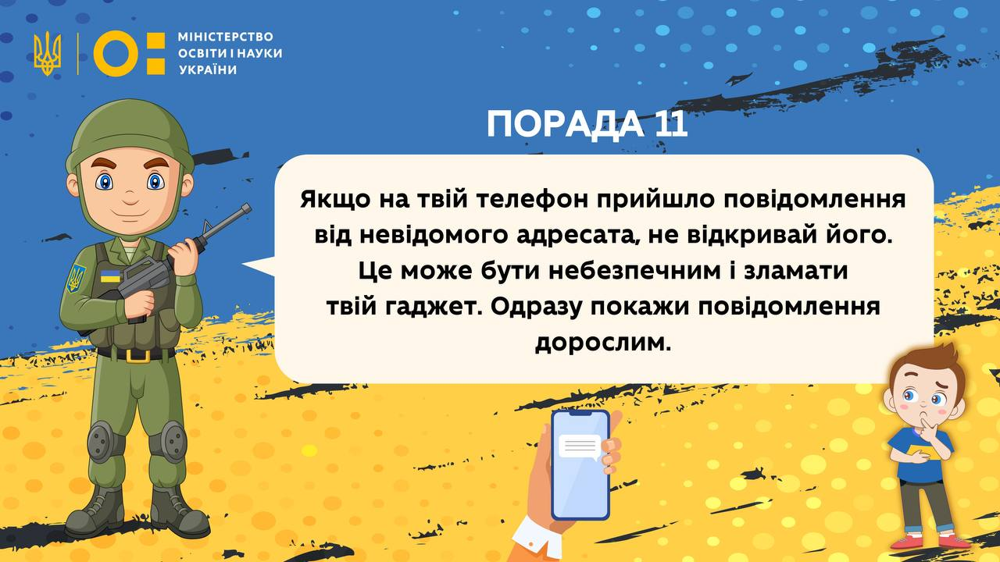 МІНІСТЕРСТВО
ОСВІТИ І НАУКИ
УКРАЇНИ
ПОРАДА 11
Якщо на твій телефон прийшло повідомлення
від невідомого адресата, не відкривай його.
Це може бути небезпечним і зламати
твій гаджет. Одразу покажи повідомлення
дорослим.